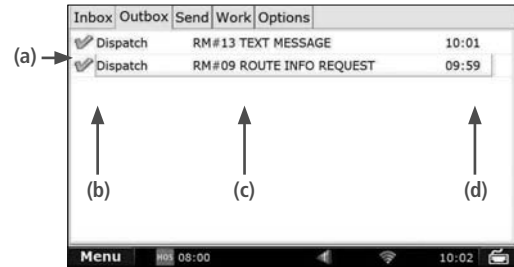 Inbox Outbox Send Work Options
Dispatch RM#13 TEXT MESSAGE 10:01
(a)
Dispatch RM#09 ROUTE INFO REQUEST 09:59
(b) (c) (d)
Menu HOS 08:00 10:02